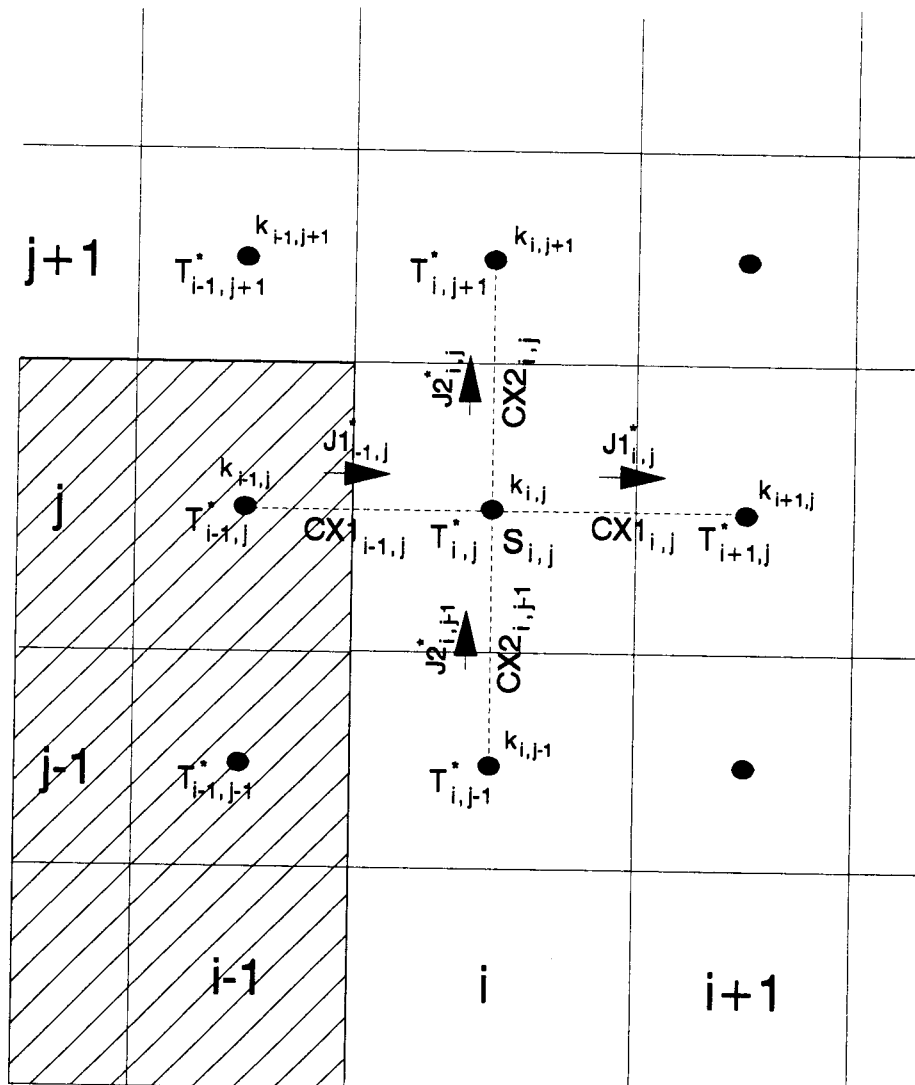 k i-1,j+1
k i,j+1
j+1
T* i-1,j+1
T* i,j+1
J2* i,j
CX2 i,j
J1* i-1,j
J1* i,j
k i-1,j
k i,j
k i+1,j
j
T* i-1,j
CX1 i-1,j
T* i,j
S i,j
CX1 i,j
T* i+1,j
J2* i,j-1
CX2 i,j-1
k i,j-1
j-1
T* i-1,j-1
T* i,j-1
i-1
i
i+1